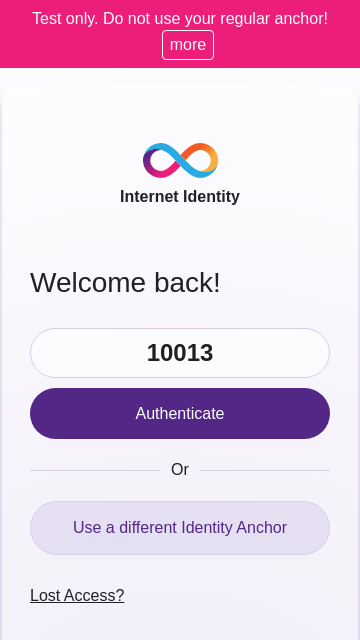 Test only. Do not use your regular anchor!
more
Internet Identity
Welcome back!
10013
Authenticate
Or
Use a different Identity Anchor
Lost Access?